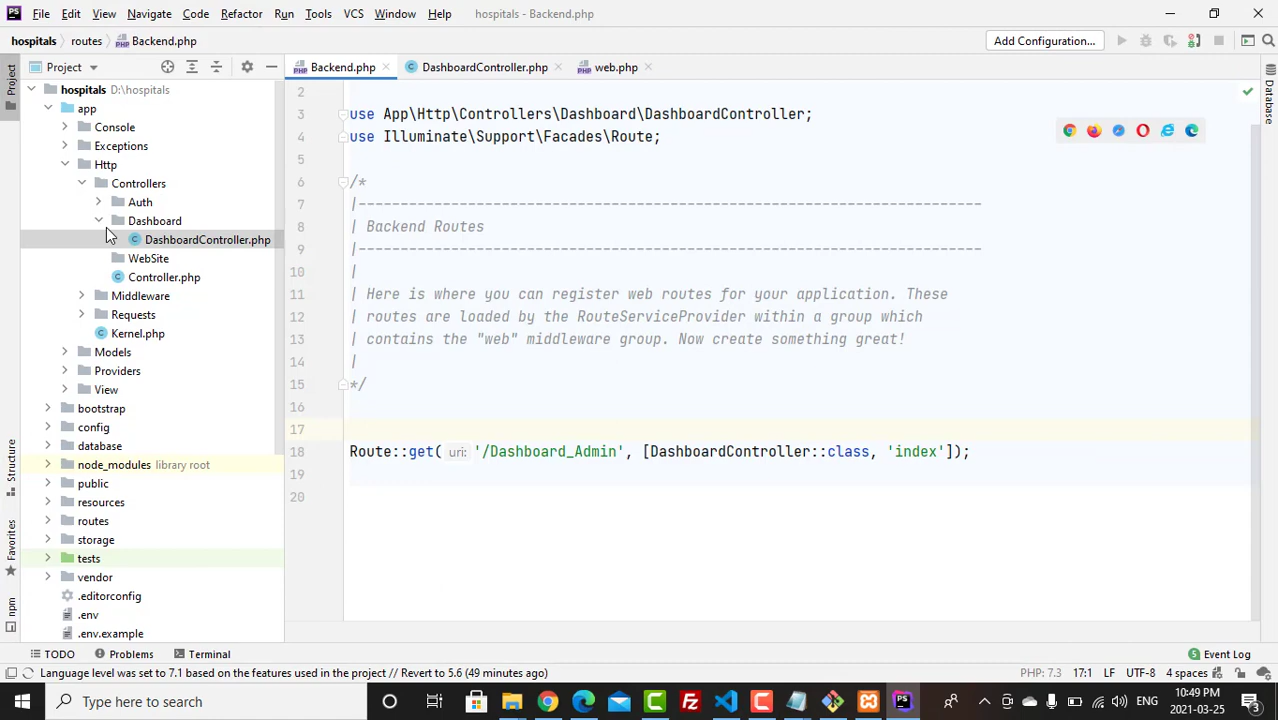 PS File Edit View Navigate Code Refactor Run Tools VCS Window Help hospitals - Backend.php
hospitals routes Backend.php Add Configuration...
Project
Project
Structure
Favorites
npm
hospitals D:\hospitals
app
Console
Exceptions
Http
Controllers
Auth
Dashboard
DashboardController.php
WebSite
Controller.php
Middleware
Requests
Kernel.php
Models
Providers
View
bootstrap
config
database
node_modules library root
public
resources
routes
storage
tests
vendor
.editorconfig
.env
.env.example
Backend.php DashboardController.php web.php
2
3 use App\Http\Controllers\Dashboard\DashboardController;
4 use Illuminate\Support\Facades\Route;
5
6 /*
7 |--------------------------------------------------------------------------
8 | Backend Routes
9 |--------------------------------------------------------------------------
10 |
11 | Here is where you can register web routes for your application. These
12 | routes are loaded by the RouteServiceProvider within a group which
13 | contains the "web" middleware group. Now create something great!
14 |
15 */
16
17
18 Route::get( uri: '/Dashboard_Admin', [DashboardController::class, 'index']);
19
20
Database
TODO Problems Terminal 5 Event Log
Language level was set to 7.1 based on the features used in the project // Revert to 5.6 (49 minutes ago) PHP: 7.3 17:1 LF UTF-8 4 spaces
Type here to search ENG 10:49 PM
2021-03-25 3